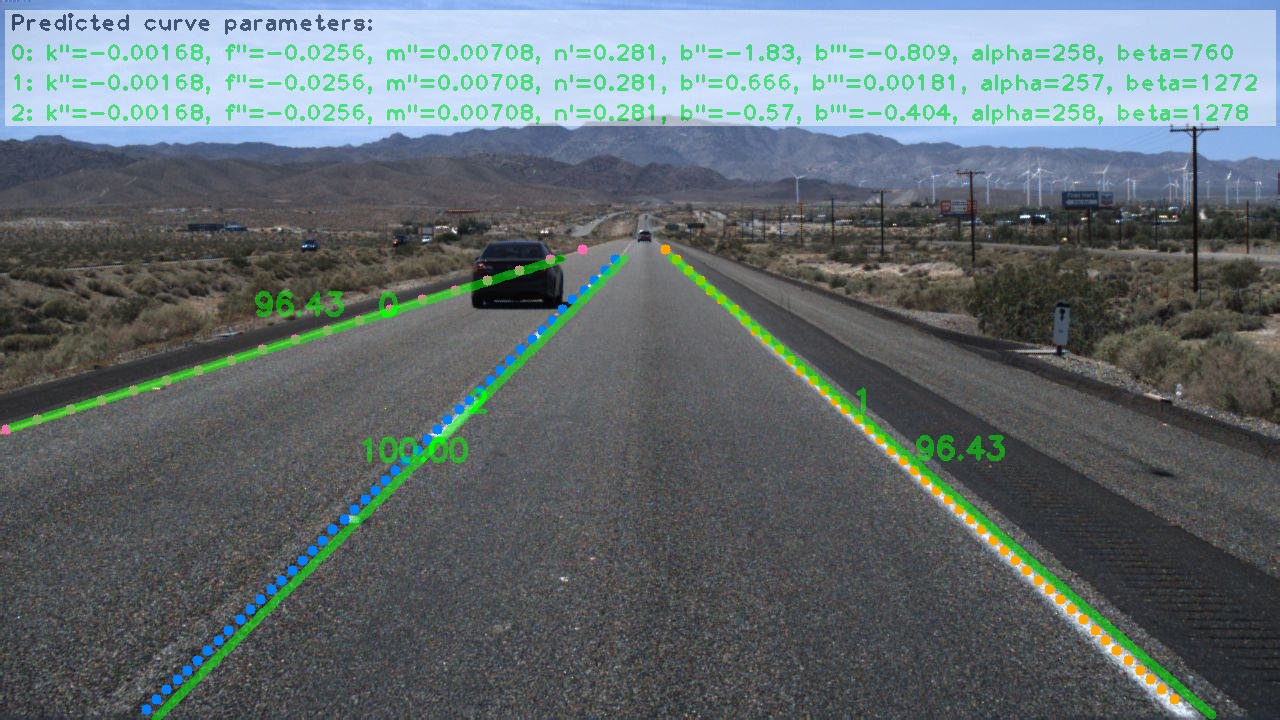 Predicted curve parameters:
0: k''=-0.00168, f''=-0.0256, m''=0.00708, n'=0.281, b''=-1.83, b'''=-0.809, alpha=258, beta=760
1: k''=-0.00168, f''=-0.0256, m''=0.00708, n'=0.281, b''=0.666, b'''=0.00181, alpha=257, beta=1272
2: k''=-0.00168, f''=-0.0256, m''=0.00708, n'=0.281, b''=-0.57, b'''=-0.404, alpha=258, beta=1278
96.43 0
2 1
100.00 96.43